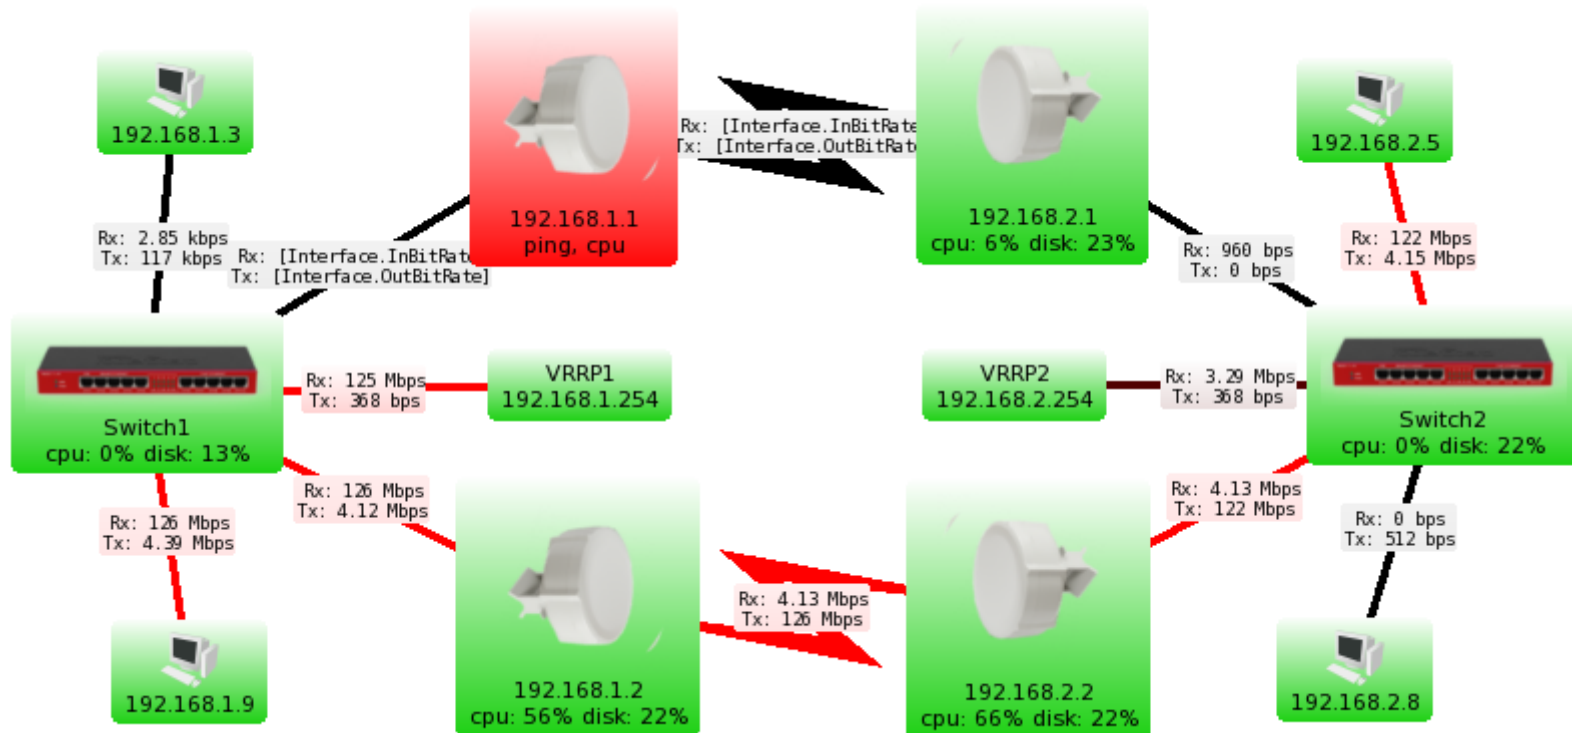 192.168.1.3
192.168.1.1
ping, cpu
Rx: [Interface.InBitRate
Tx: [Interface.OutBitRate
192.168.2.1
cpu: 6% disk: 23%
192.168.2.5
Rx: 2.85 kbps
Tx: 117 kbps
Rx: [Interface.InBitRate
Tx: [Interface.OutBitRate]
Rx: 960 bps
Tx: 0 bps
Rx: 122 Mbps
Tx: 4.15 Mbps
Switch1
cpu: 0% disk: 13%
Rx: 125 Mbps
Tx: 368 bps
VRRP1
192.168.1.254
VRRP2
192.168.2.254
Rx: 3.29 Mbps
Tx: 368 bps
Switch2
cpu: 0% disk: 22%
Rx: 126 Mbps
Tx: 4.39 Mbps
Rx: 126 Mbps
Tx: 4.12 Mbps
Rx: 4.13 Mbps
Tx: 122 Mbps
Rx: 0 bps
Tx: 512 bps
192.168.1.9
192.168.1.2
cpu: 56% disk: 22%
Rx: 4.13 Mbps
Tx: 126 Mbps
192.168.2.2
cpu: 66% disk: 22%
192.168.2.8